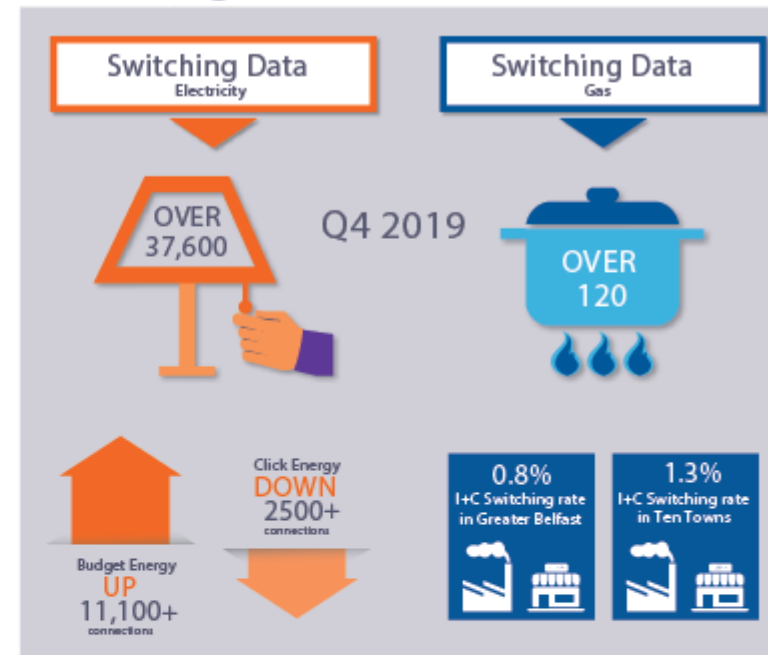 Switching Data
Electricity
Switching Data
Gas
OVER
37,600
Q4 2019
OVER
120
Budget Energy
UP
11,100+
connections
Click Energy
DOWN
2500+
connections
0.8%
I+C Switching rate
in Greater Belfast
1.3%
I+C Switching rate
in Ten Towns